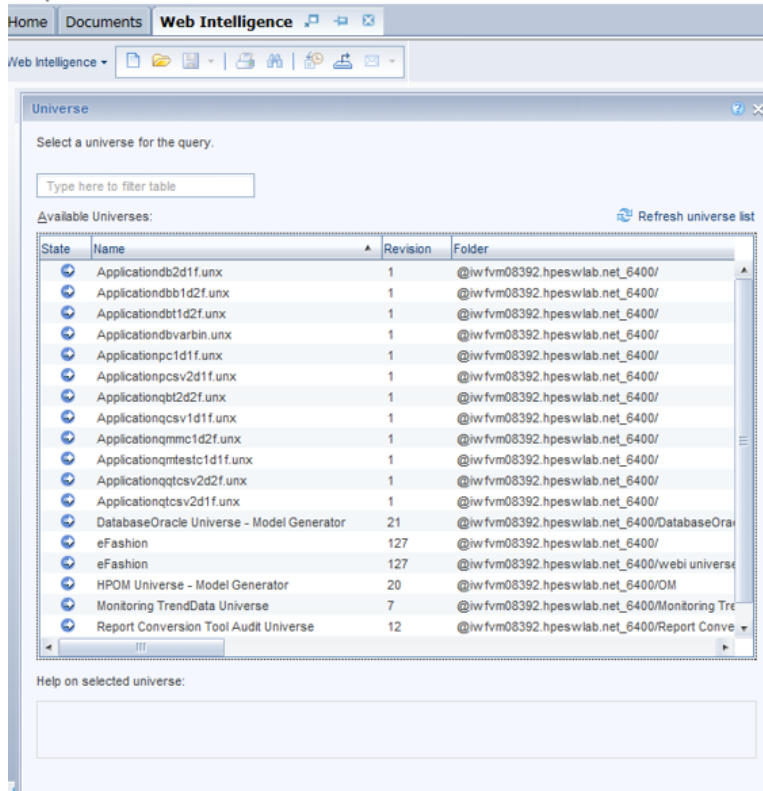 Home Documents Web Intelligence
Web Intelligence
Universe
Select a universe for the query.
Type here to filter table
Available Universes: Refresh universe list
State Name Revision Folder
Applicationdb2d1f.unx 1 @iwfvm08392.hpeswlab.net_6400/
Applicationdbb1d2f.unx 1 @iwfvm08392.hpeswlab.net_6400/
Applicationdbt1d2f.unx 1 @iwfvm08392.hpeswlab.net_6400/
Applicationdbvarbin.unx 1 @iwfvm08392.hpeswlab.net_6400/
Applicationpc1d1f.unx 1 @iwfvm08392.hpeswlab.net_6400/
Applicationpcsv2d1f.unx 1 @iwfvm08392.hpeswlab.net_6400/
Applicationqbt2d2f.unx 1 @iwfvm08392.hpeswlab.net_6400/
Applicationqcsv1d1f.unx 1 @iwfvm08392.hpeswlab.net_6400/
Applicationqmmc1d2f.unx 1 @iwfvm08392.hpeswlab.net_6400/
Applicationqmtestc1d1f.unx 1 @iwfvm08392.hpeswlab.net_6400/
Applicationqqtcsv2d2f.unx 1 @iwfvm08392.hpeswlab.net_6400/
Applicationqtcsv2d1f.unx 1 @iwfvm08392.hpeswlab.net_6400/
DatabaseOracle Universe - Model Generator 21 @iwfvm08392.hpeswlab.net_6400/DatabaseOra
eFashion 127 @iwfvm08392.hpeswlab.net_6400/
eFashion 127 @iwfvm08392.hpeswlab.net_6400/webi universe
HPOM Universe - Model Generator 20 @iwfvm08392.hpeswlab.net_6400/OM
Monitoring TrendData Universe 7 @iwfvm08392.hpeswlab.net_6400/Monitoring Tre
Report Conversion Tool Audit Universe 12 @iwfvm08392.hpeswlab.net_6400/Report Conve
Help on selected universe: